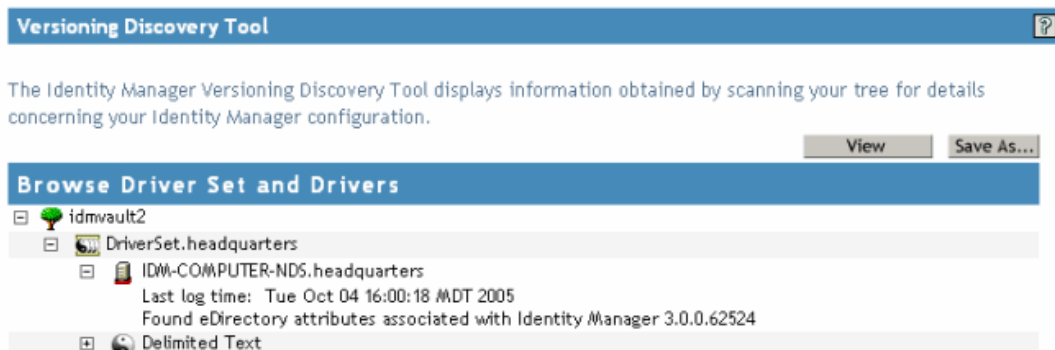 Versioning Discovery Tool
?
The Identity Manager Versioning Discovery Tool displays information obtained by scanning your tree for details
concerning your Identity Manager configuration.
View Save As...
Browse Driver Set and Drivers
idmvault2
DriverSet.headquarters
IDM-COMPUTER-NDS.headquarters
Last log time: Tue Oct 04 16:00:18 MDT 2005
Found eDirectory attributes associated with Identity Manager 3.0.0.62524
Delimited Text